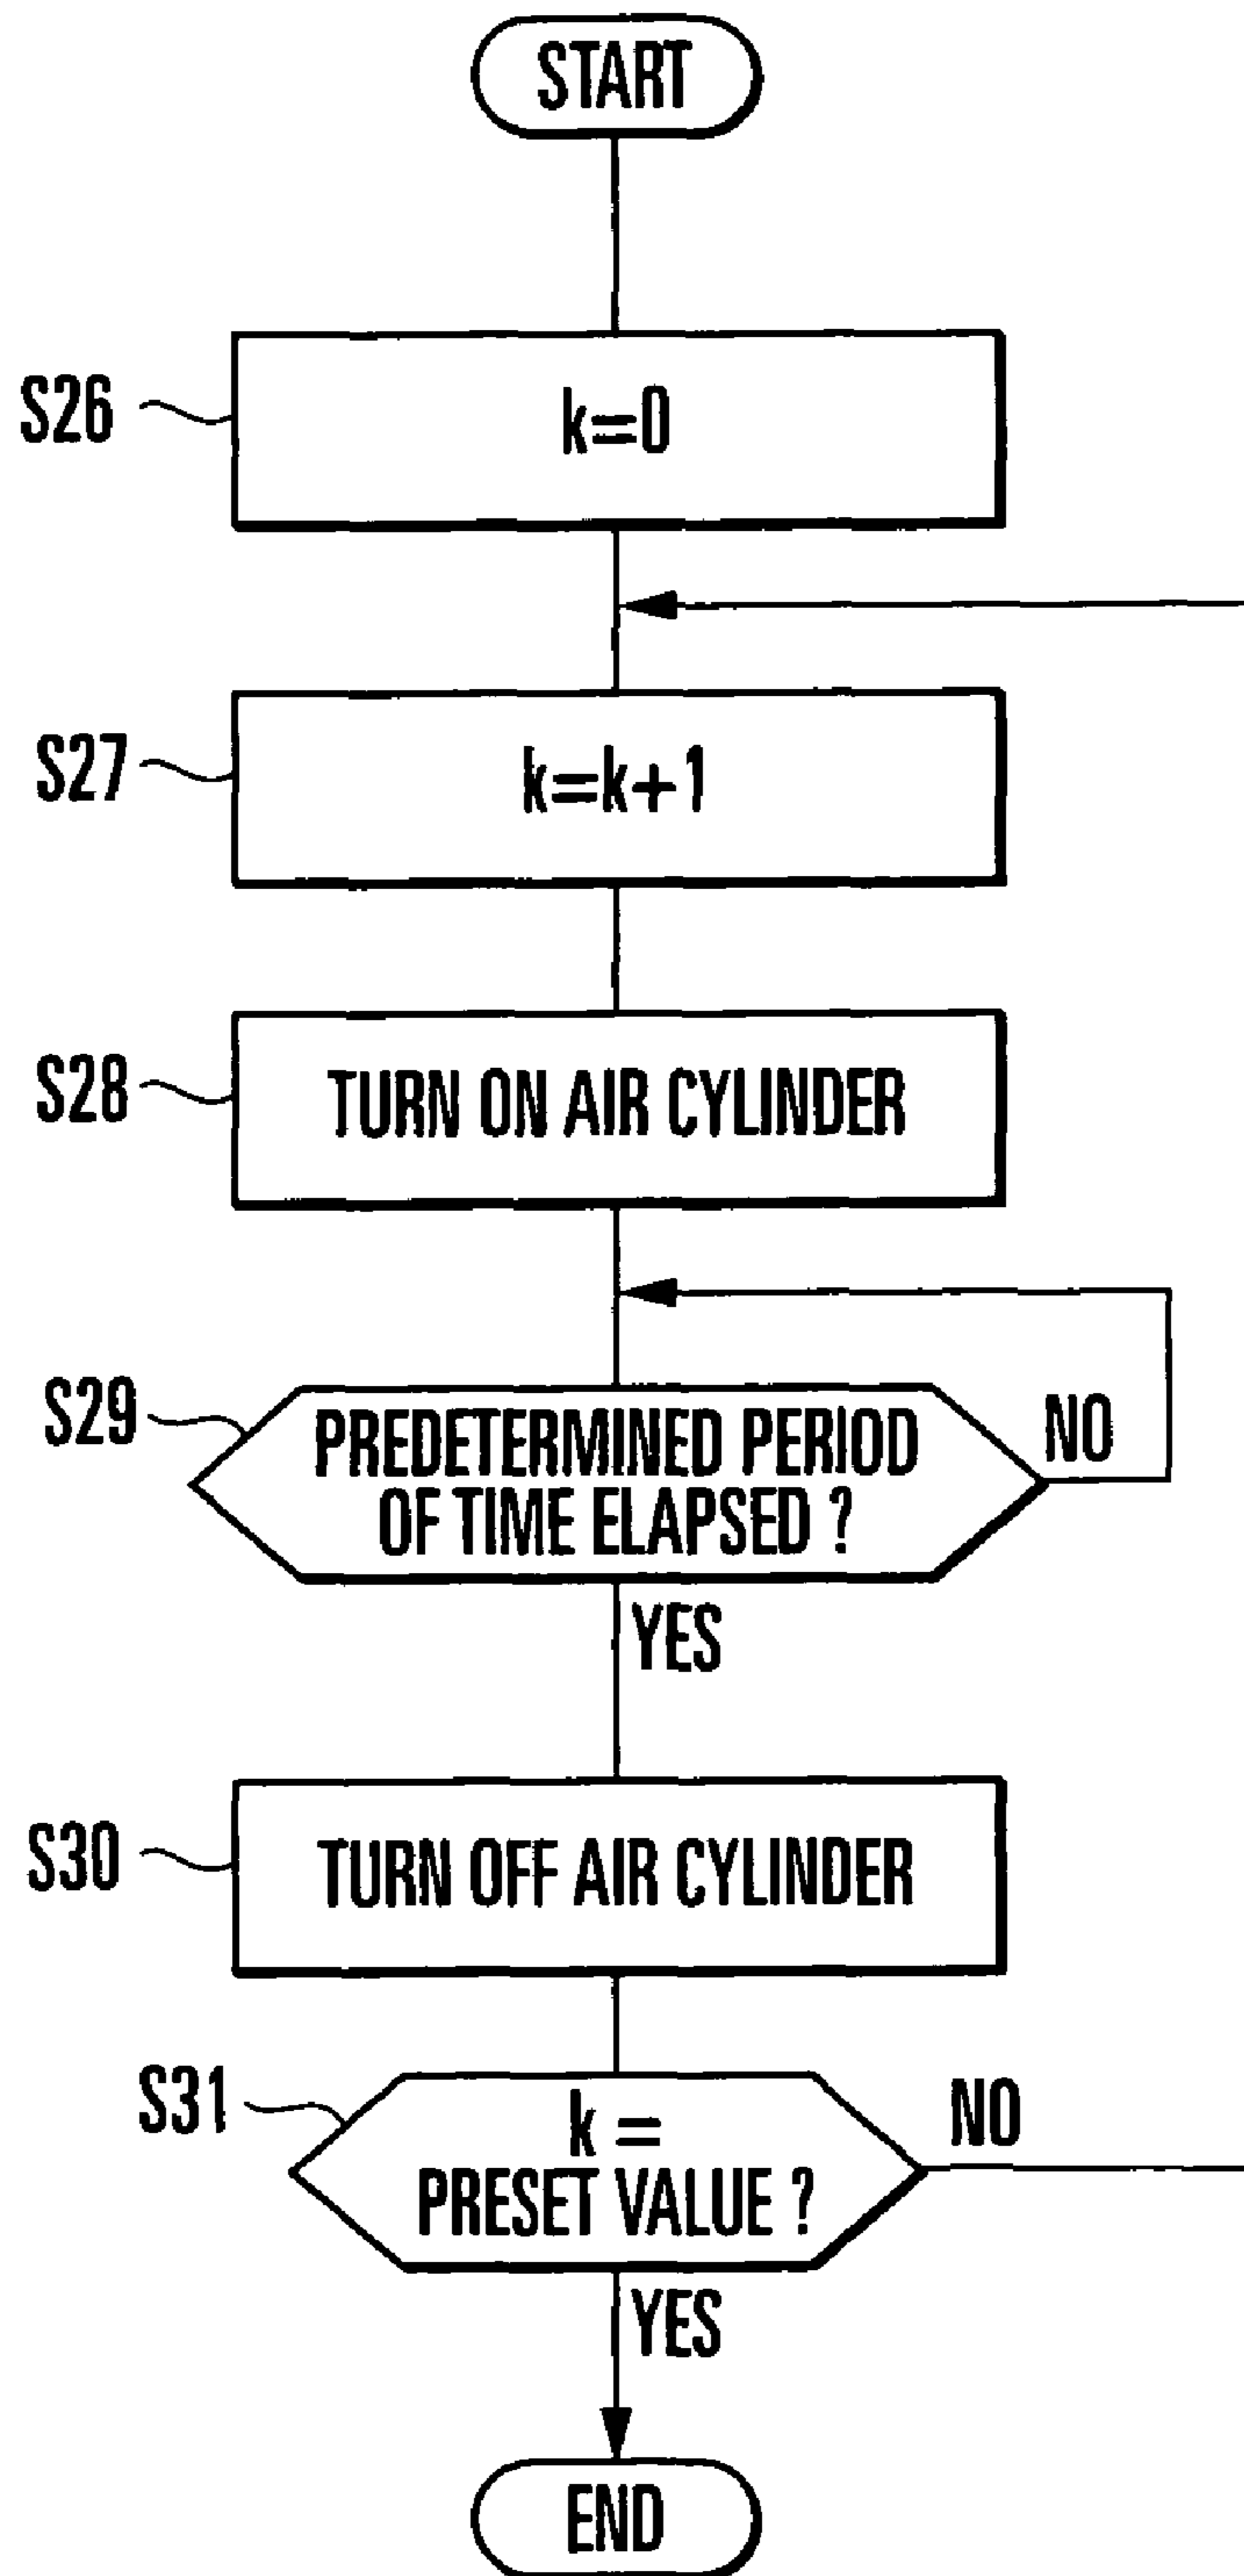 START
S26
k=0
S27
k=k+1
S28
TURN ON AIR CYLINDER
S29
PREDETERMINED PERIOD
OF TIME ELAPSED ?
NO
YES
S30
TURN OFF AIR CYLINDER
S31
k =
PRESET VALUE ?
NO
YES
END